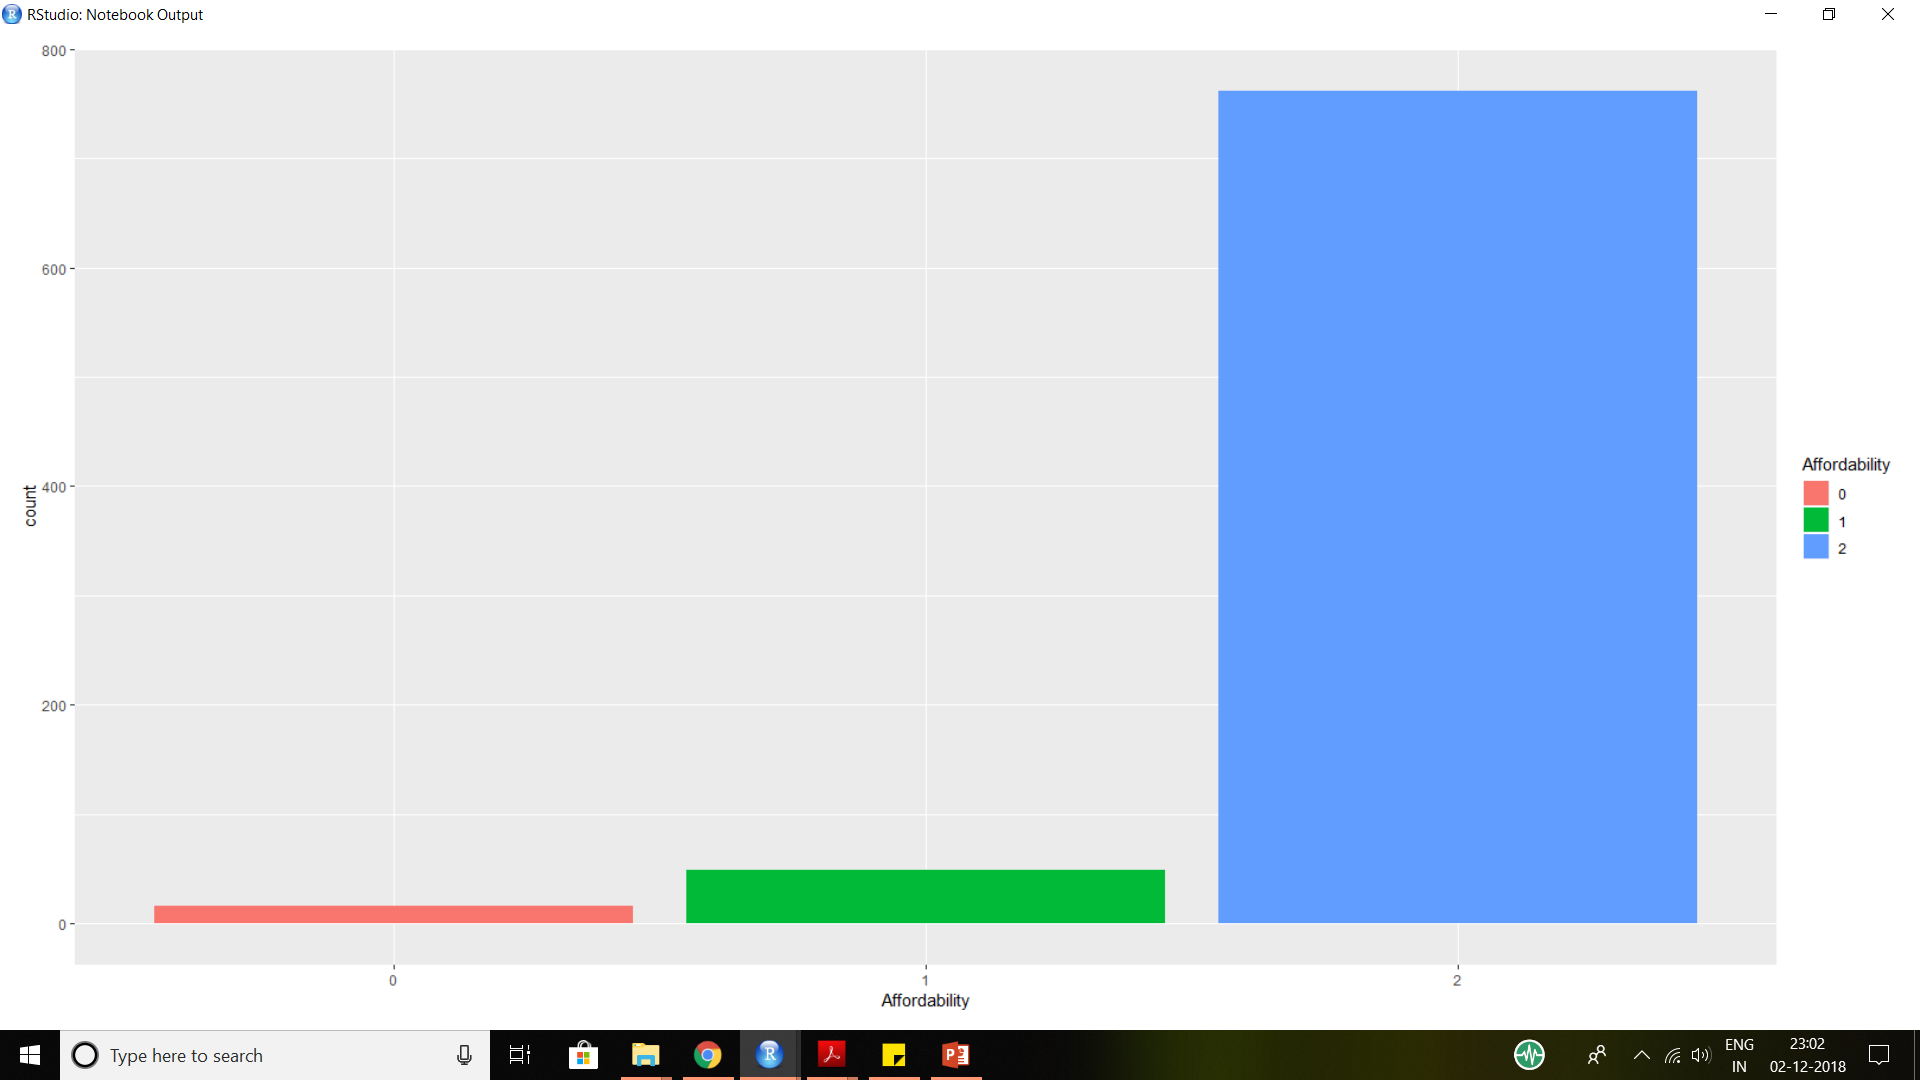 RStudio: Notebook Output
800
600
400
200
0
count
0 1 2
Affordability
Affordability
0
1
2
Type here to search
ENG
IN
23:02
02-12-2018